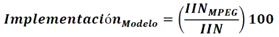 Implementación_Modelo = (IIN_MPEG / IIN) 100